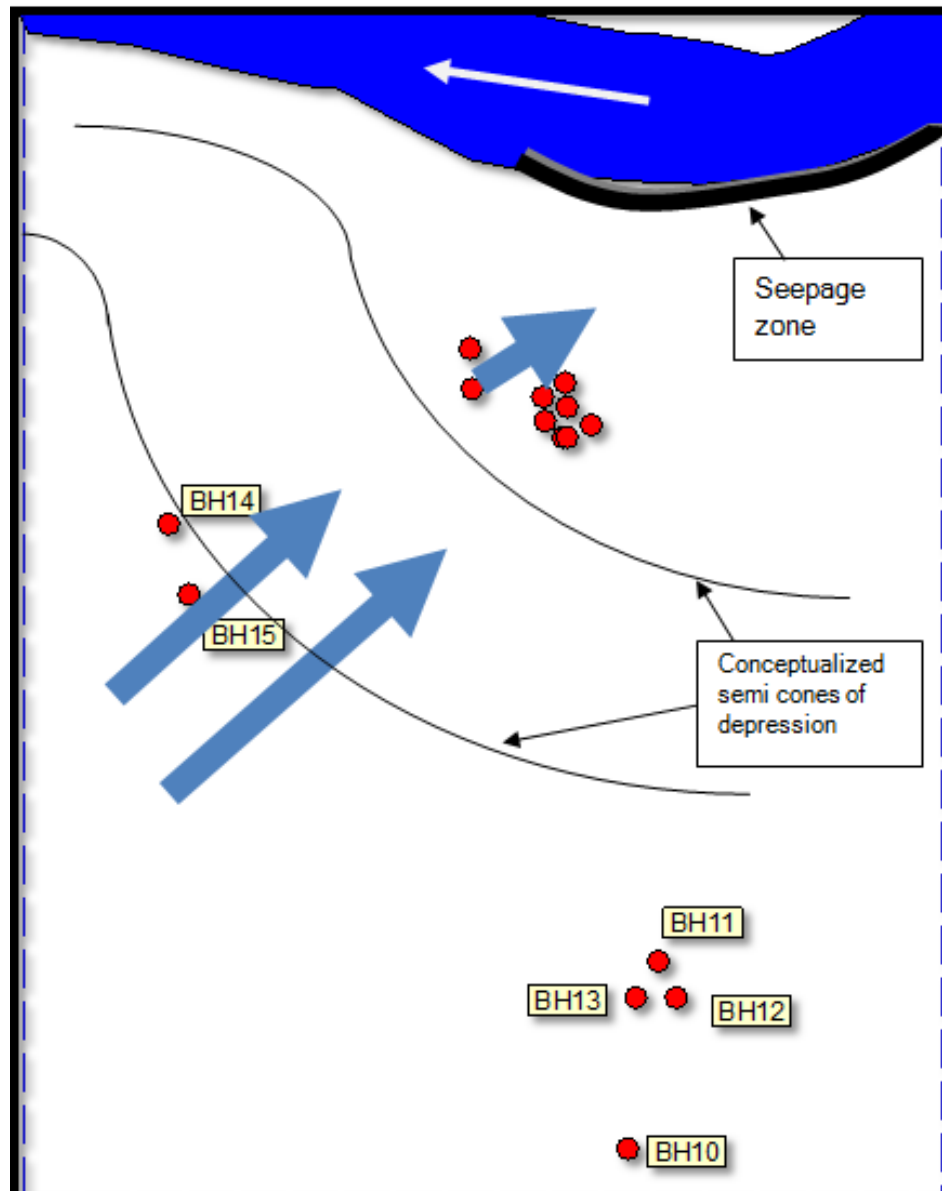 Seepage
zone
BH14
BH15
Conceptualized
semi cones of
depression
BH11
BH13
BH12
BH10